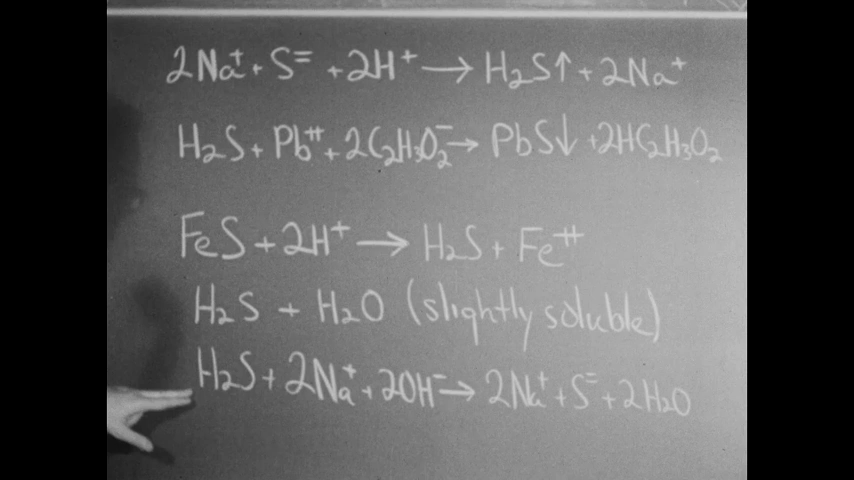 2Na⁺ + S⁼ + 2H⁺ → H₂S↑ + 2Na⁺
H₂S + Pb⁺⁺ + 2C₂H₃O₂⁻ → PbS↓ + 2HC₂H₃O₂
FeS + 2H⁺ → H₂S + Fe⁺⁺
H₂S + H₂O (slightly soluble)
H₂S + 2Na⁺ + 2OH⁻ → 2Na⁺ + S⁼ + 2H₂O